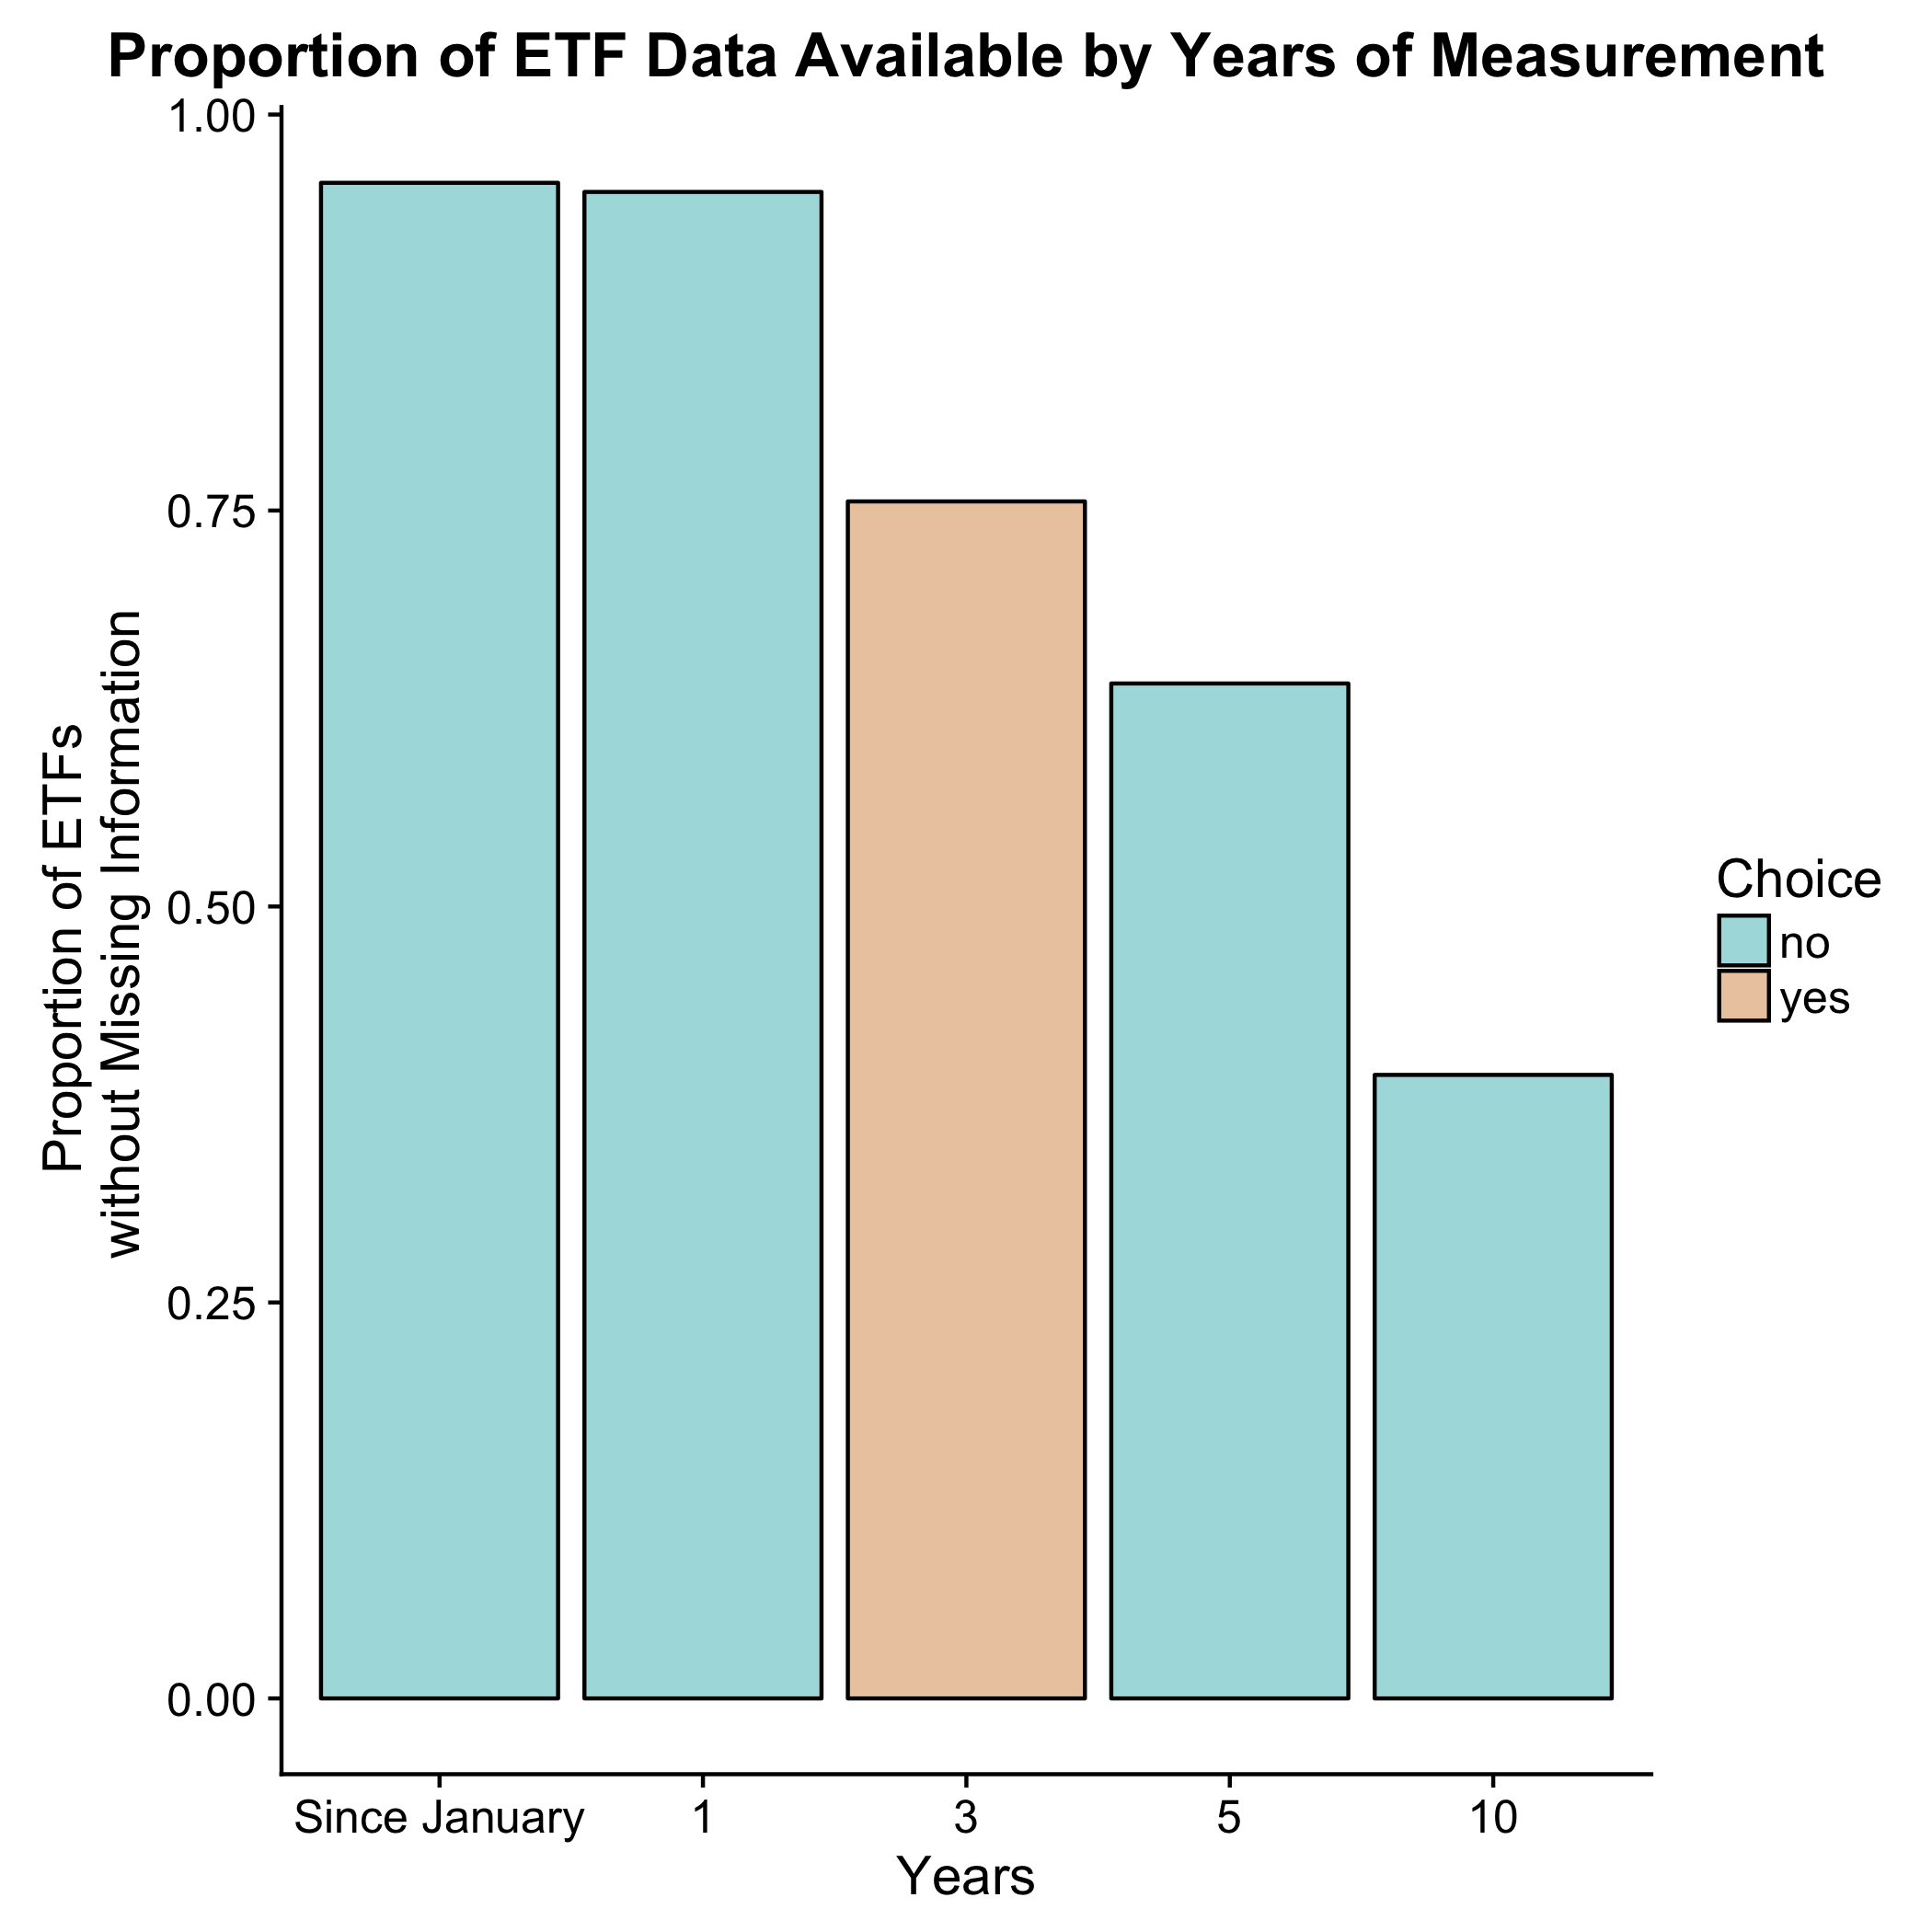 Proportion of ETF Data Available by Years of Measurement
1.00
0.75
0.50
0.25
0.00
Proportion of ETFs
without Missing Information
Since January
1
3
5
10
Years
Choice
no
yes